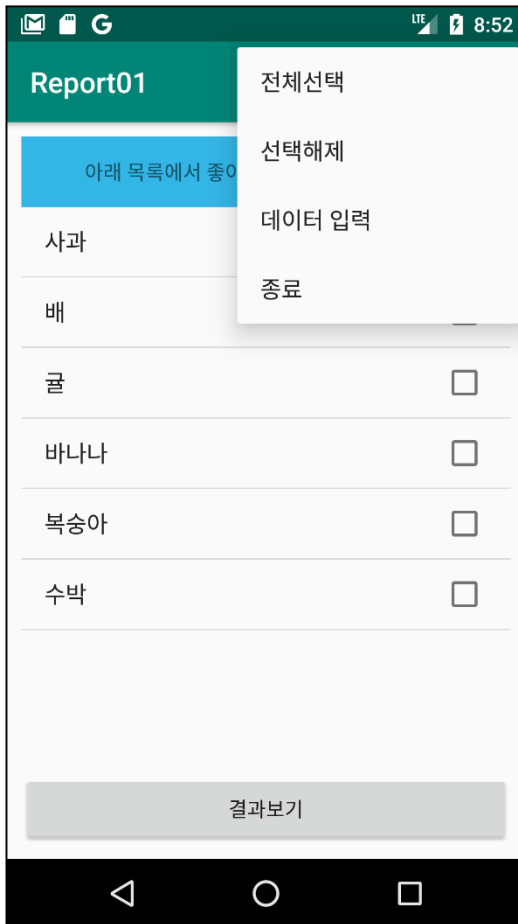 LTE 8:52
Report01
전체선택
선택해제
데이터 입력
종료
아래 목록에서 좋아
사과
배
귤
바나나
복숭아
수박
결과보기